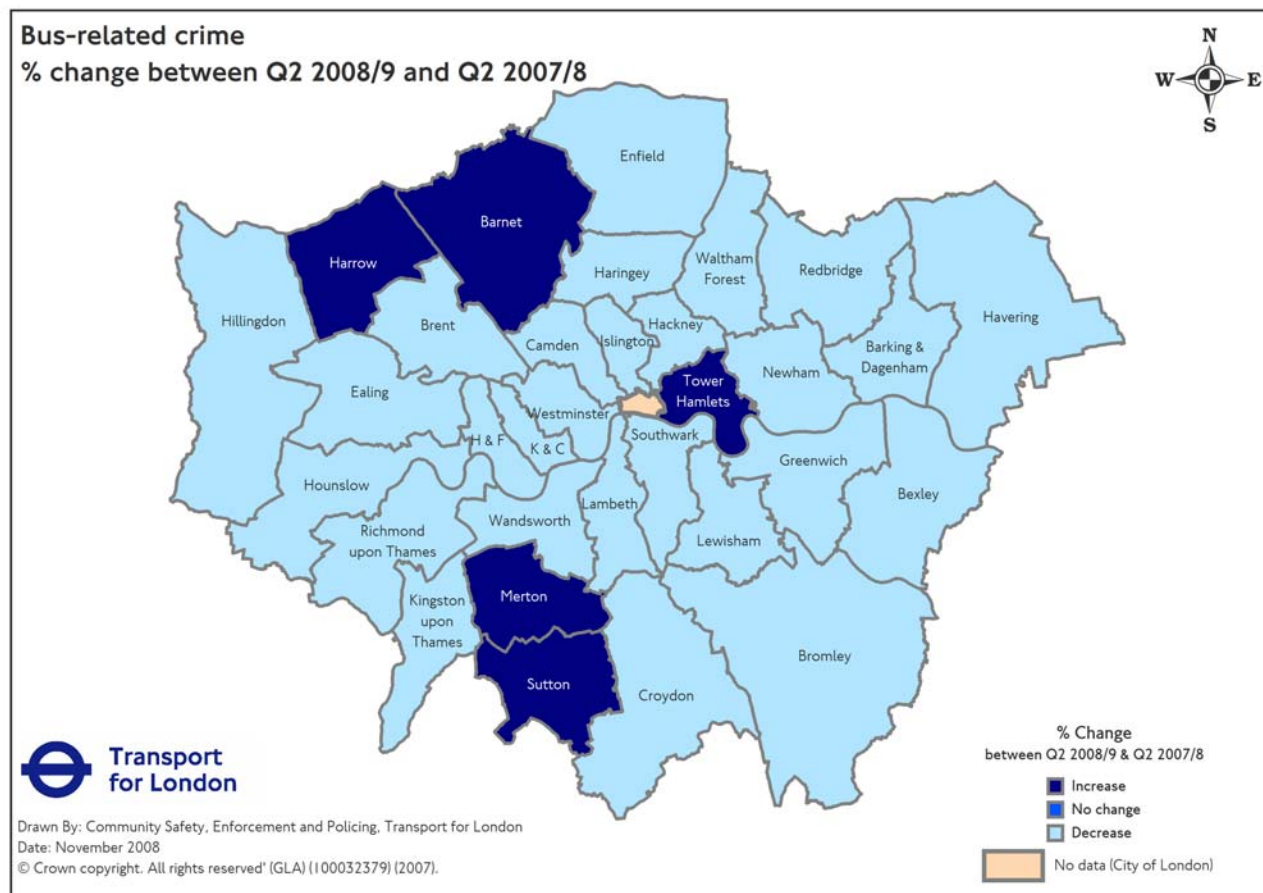 Bus-related crime
% change between Q2 2008/9 and Q2 2007/8
N
W E
S
Enfield
Barnet
Harrow
Haringey
Waltham
Forest
Redbridge
Havering
Hillingdon
Brent
Camden
Islington
Hackney
Barking &
Dagenham
Ealing
Tower
Hamlets
Newham
Westminster
H & F
K & C
Southwark
Greenwich
Bexley
Hounslow
Richmond
upon Thames
Wandsworth
Lambeth
Lewisham
Kingston
upon
Thames
Merton
Sutton
Croydon
Bromley
Transport
for London
% Change
between Q2 2008/9 & Q2 2007/8
Increase
No change
Decrease
No data (City of London)
Drawn By: Community Safety, Enforcement and Policing, Transport for London
Date: November 2008
© Crown copyright. All rights reserved' (GLA) (100032379) (2007).